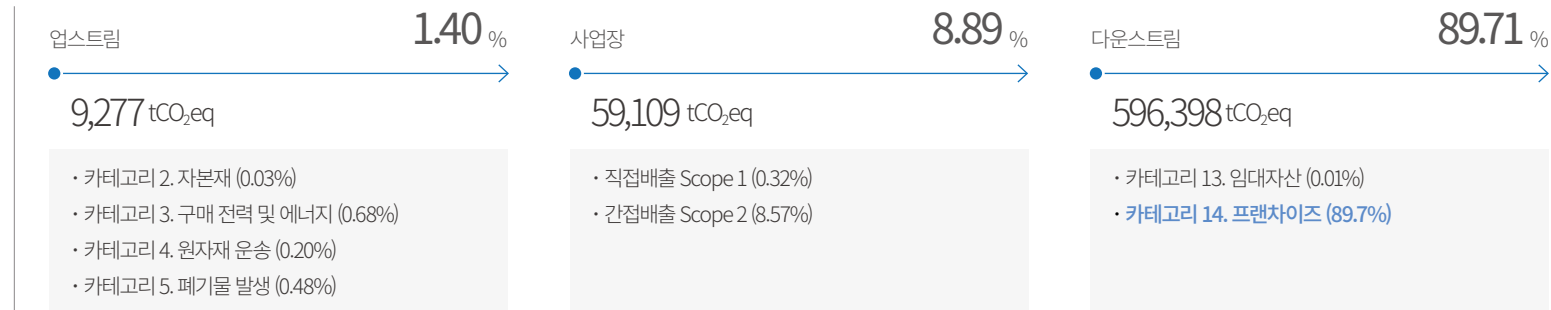 업스트림 1.40 %
9,277 tCO₂eq
· 카테고리 2. 자본재 (0.03%)
· 카테고리 3. 구매 전력 및 에너지 (0.68%)
· 카테고리 4. 원자재 운송 (0.20%)
· 카테고리 5. 폐기물 발생 (0.48%)
사업장 8.89 %
59,109 tCO₂eq
· 직접배출 Scope 1 (0.32%)
· 간접배출 Scope 2 (8.57%)
다운스트림 89.71 %
596,398 tCO₂eq
· 카테고리 13. 임대자산 (0.01%)
· 카테고리 14. 프랜차이즈 (89.7%)